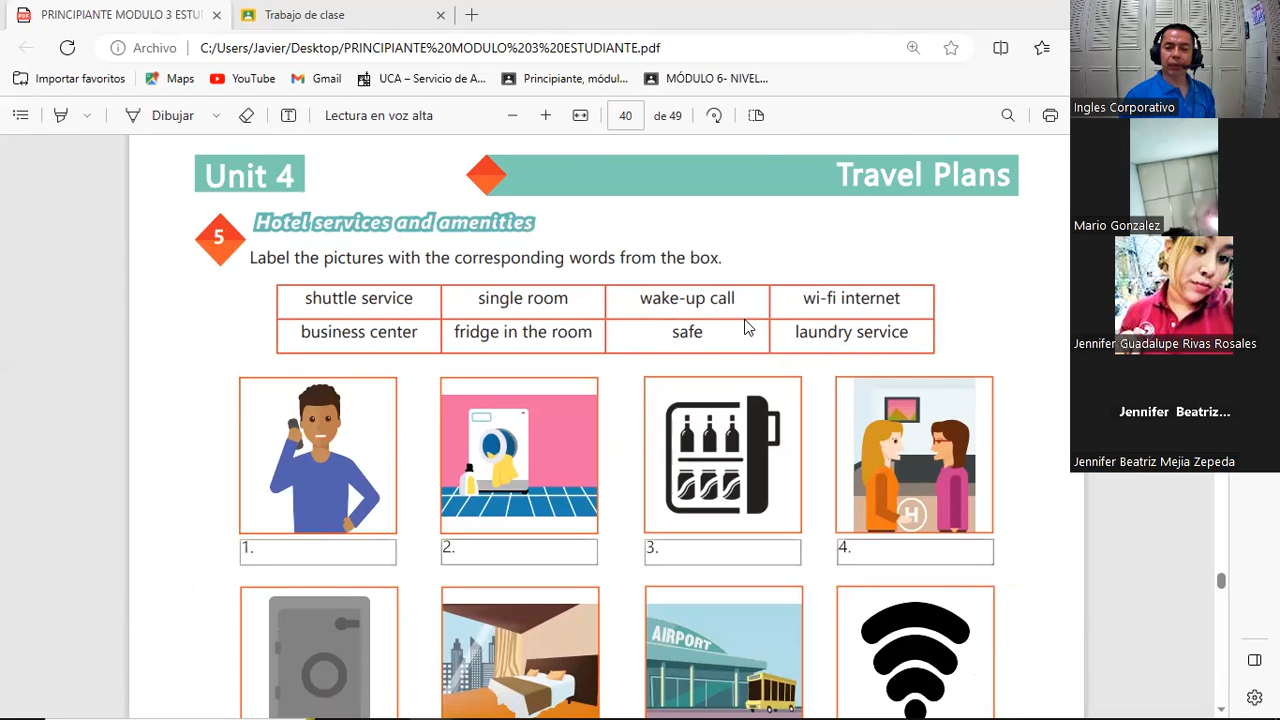 PRINCIPIANTE MODULO 3 ESTU
Trabajo de clase
Archivo
C:/Users/Javier/Desktop/PRINCIPIANTE%20MODULO%203%20ESTUDIANTE.pdf
Importar favoritos
Maps
YouTube
Gmail
UCA – Servicio de A...
Principiante, módul...
MÓDULO 6- NIVEL...
Dibujar
Lectura en voz alta
40
de 49
Unit 4
Travel Plans
5
Hotel services and amenities
Label the pictures with the corresponding words from the box.
shuttle service
single room
wake-up call
wi-fi internet
business center
fridge in the room
safe
laundry service
H
1.
2.
3.
4.
AIRPORT
Ingles Corporativo
Mario Gonzalez
Jennifer Guadalupe Rivas Rosales
Jennifer Beatriz...
Jennifer Beatriz Mejia Zepeda